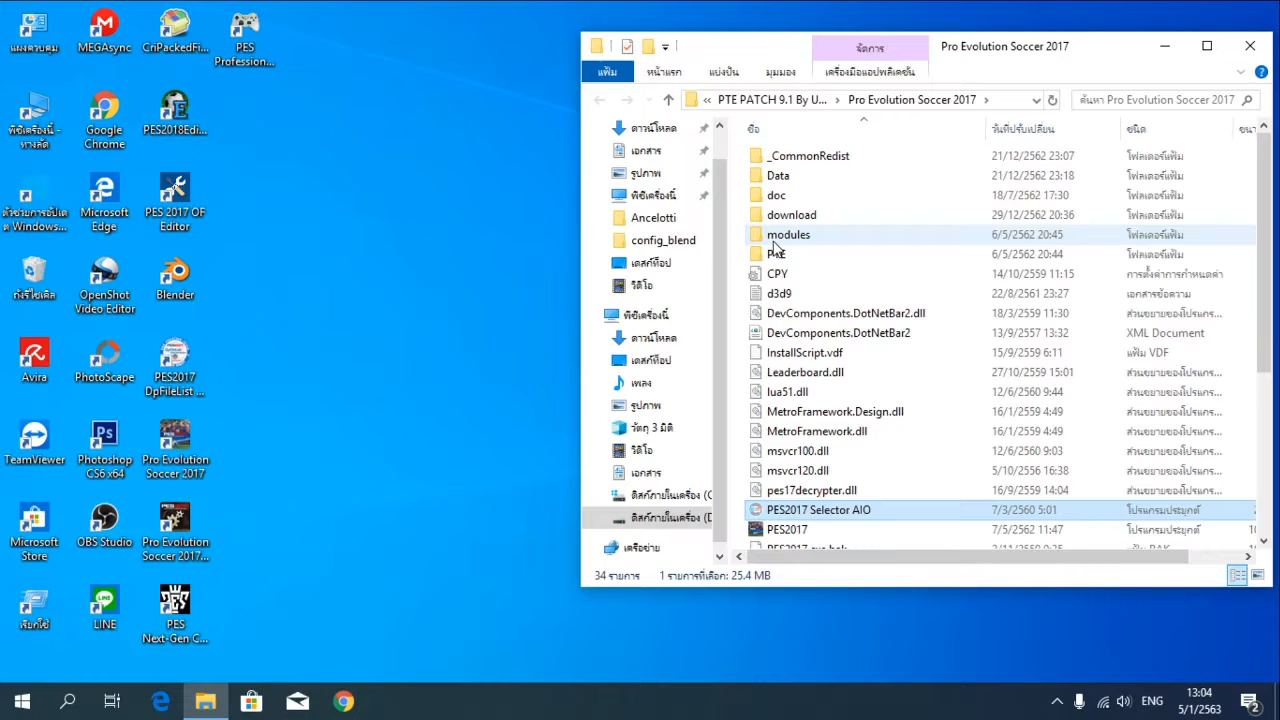 แผงควบคุม
MEGAsync
CriPackedFi...
PES
Profession...
พีซีเครื่องนี้ -
ทางลัด
Google
Chrome
PES2018Edi...
ตัวช่วยการอัปเด
ต Windows...
Microsoft
Edge
PES 2017 OF
Editor
ถังรีไซเคิล
OpenShot
Video Editor
Blender
Avira
PhotoScape
PES2017
DpFileList ...
TeamViewer
Photoshop
CS6 x64
Pro Evolution
Soccer 2017
Microsoft
Store
OBS Studio
Pro Evolution
Soccer 2017...
เรียกใช้
LINE
PES
Next-Gen C...
จัดการ
Pro Evolution Soccer 2017
แฟ้ม
หน้าแรก
แบ่งปัน
มุมมอง
เครื่องมือแอปพลิเคชัน
« PTE PATCH 9.1 By U... › Pro Evolution Soccer 2017 ›
ค้นหา Pro Evolution Soccer 2017
ดาวน์โหลด
เอกสาร
รูปภาพ
พีซีเครื่องนี้
Ancelotti
config_blend
เดสก์ท็อป
วิดีโอ
พีซีเครื่องนี้
ดาวน์โหลด
เดสก์ท็อป
เพลง
รูปภาพ
วัตถุ 3 มิติ
วิดีโอ
เอกสาร
ดิสก์ภายในเครื่อง (C
ดิสก์ภายในเครื่อง (D
เครือข่าย
ชื่อ วันที่ปรับเปลี่ยน ชนิด ขนา
_CommonRedist 21/12/2562 23:07 โฟลเดอร์แฟ้ม
Data 21/12/2562 23:18 โฟลเดอร์แฟ้ม
doc 18/7/2562 17:30 โฟลเดอร์แฟ้ม
download 29/12/2562 20:36 โฟลเดอร์แฟ้ม
modules 6/5/2562 20:45 โฟลเดอร์แฟ้ม
6/5/2562 20:44 โฟลเดอร์แฟ้ม
CPY 14/10/2559 11:15 การตั้งค่าการกำหนดค่า
d3d9 22/8/2561 23:27 เอกสารข้อความ
DevComponents.DotNetBar2.dll 18/3/2559 11:30 ส่วนขยายของโปรแกร...
DevComponents.DotNetBar2 13/9/2557 13:32 XML Document
InstallScript.vdf 15/9/2559 6:11 แฟ้ม VDF
Leaderboard.dll 27/10/2559 15:01 ส่วนขยายของโปรแกร...
lua51.dll 12/6/2560 9:44 ส่วนขยายของโปรแกร...
MetroFramework.Design.dll 16/1/2559 4:49 ส่วนขยายของโปรแกร...
MetroFramework.dll 16/1/2559 4:49 ส่วนขยายของโปรแกร...
msvcr100.dll 12/6/2560 9:03 ส่วนขยายของโปรแกร...
msvcr120.dll 5/10/2556 16:38 ส่วนขยายของโปรแกร...
pes17decrypter.dll 16/9/2559 14:04 ส่วนขยายของโปรแกร...
PES2017 Selector AIO 7/3/2560 5:01 โปรแกรมประยุกต์ 2
PES2017 7/5/2562 11:47 โปรแกรมประยุกต์ 10
34 รายการ 1 รายการที่เลือก: 25.4 MB
ENG
13:04
5/1/2563
2